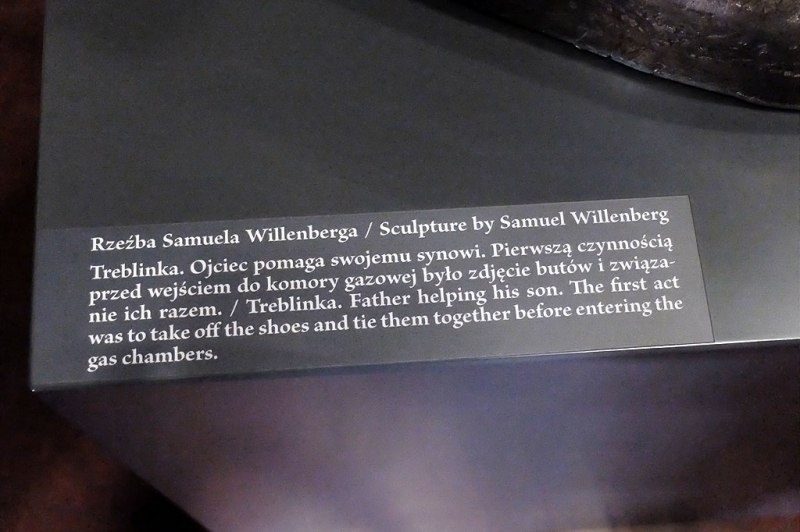 Rzeźba Samuela Willenberga / Sculpture by Samuel Willenberg
Treblinka. Ojciec pomaga swojemu synowi. Pierwszą czynnością
przed wejściem do komory gazowej było zdjęcie butów i związa-
nie ich razem. / Treblinka. Father helping his son. The first act
was to take off the shoes and tie them together before entering the
gas chambers.